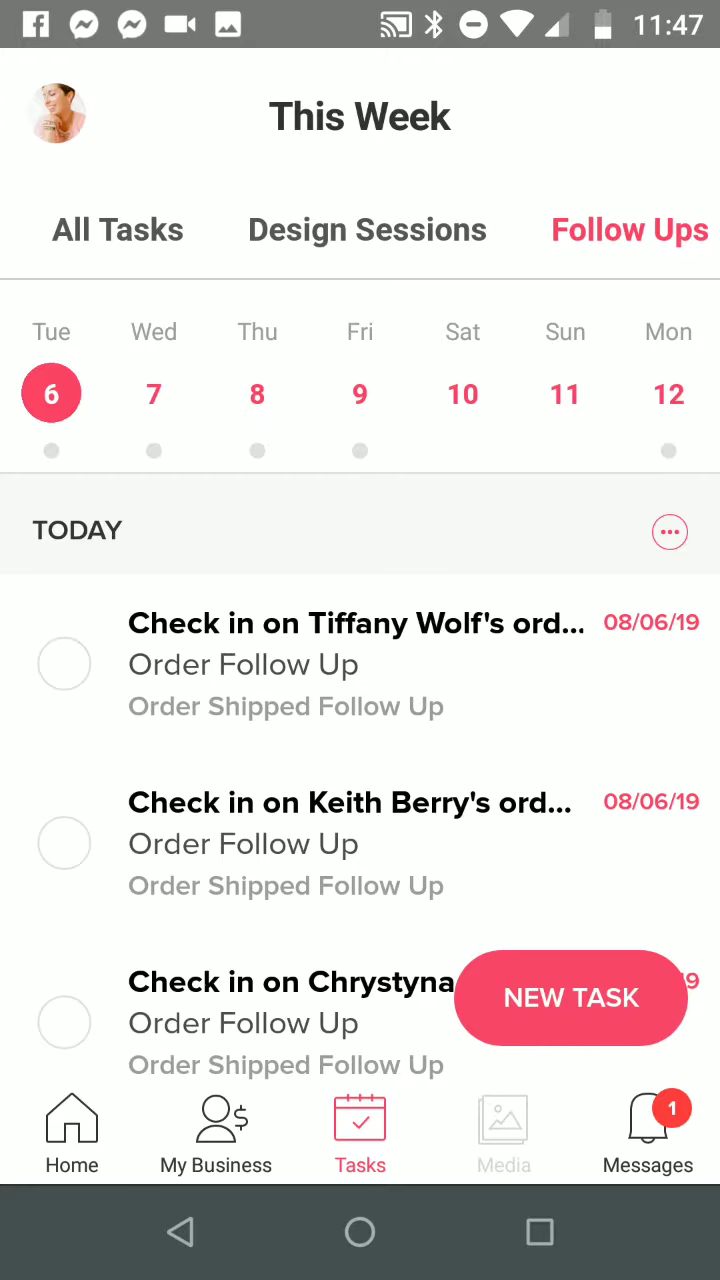 11:47
This Week
All Tasks Design Sessions Follow Ups
Tue Wed Thu Fri Sat Sun Mon
6 7 8 9 10 11 12
TODAY
Check in on Tiffany Wolf's ord... 08/06/19
Order Follow Up
Order Shipped Follow Up
Check in on Keith Berry's ord... 08/06/19
Order Follow Up
Order Shipped Follow Up
Check in on Chrystyna
NEW TASK
Order Follow Up
Order Shipped Follow Up
1
Home My Business Tasks Media Messages